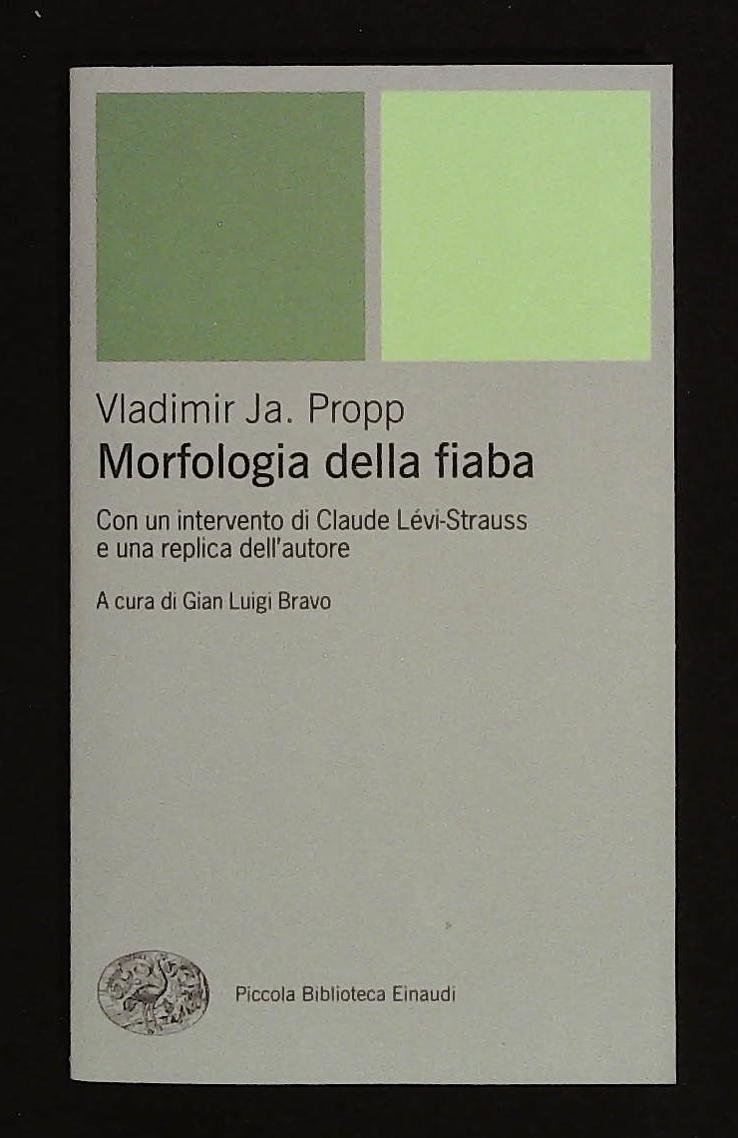 Vladimir Ja. Propp
Morfologia della fiaba
Con un intervento di Claude Lévi-Strauss
e una replica dell'autore
A cura di Gian Luigi Bravo
Piccola Biblioteca Einaudi